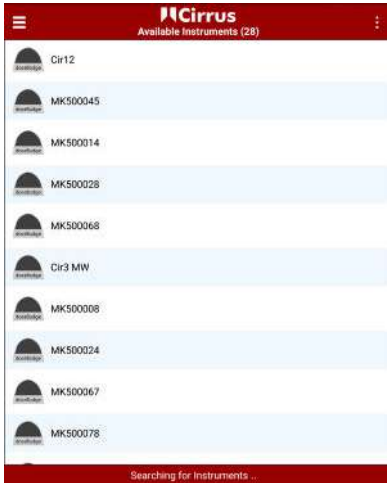 Cirrus
Available Instruments (28)
Cir12
MK500045
MK500014
MK500028
MK500068
Cir3 MW
MK500008
MK500024
MK500067
MK500078
Searching for Instruments ..